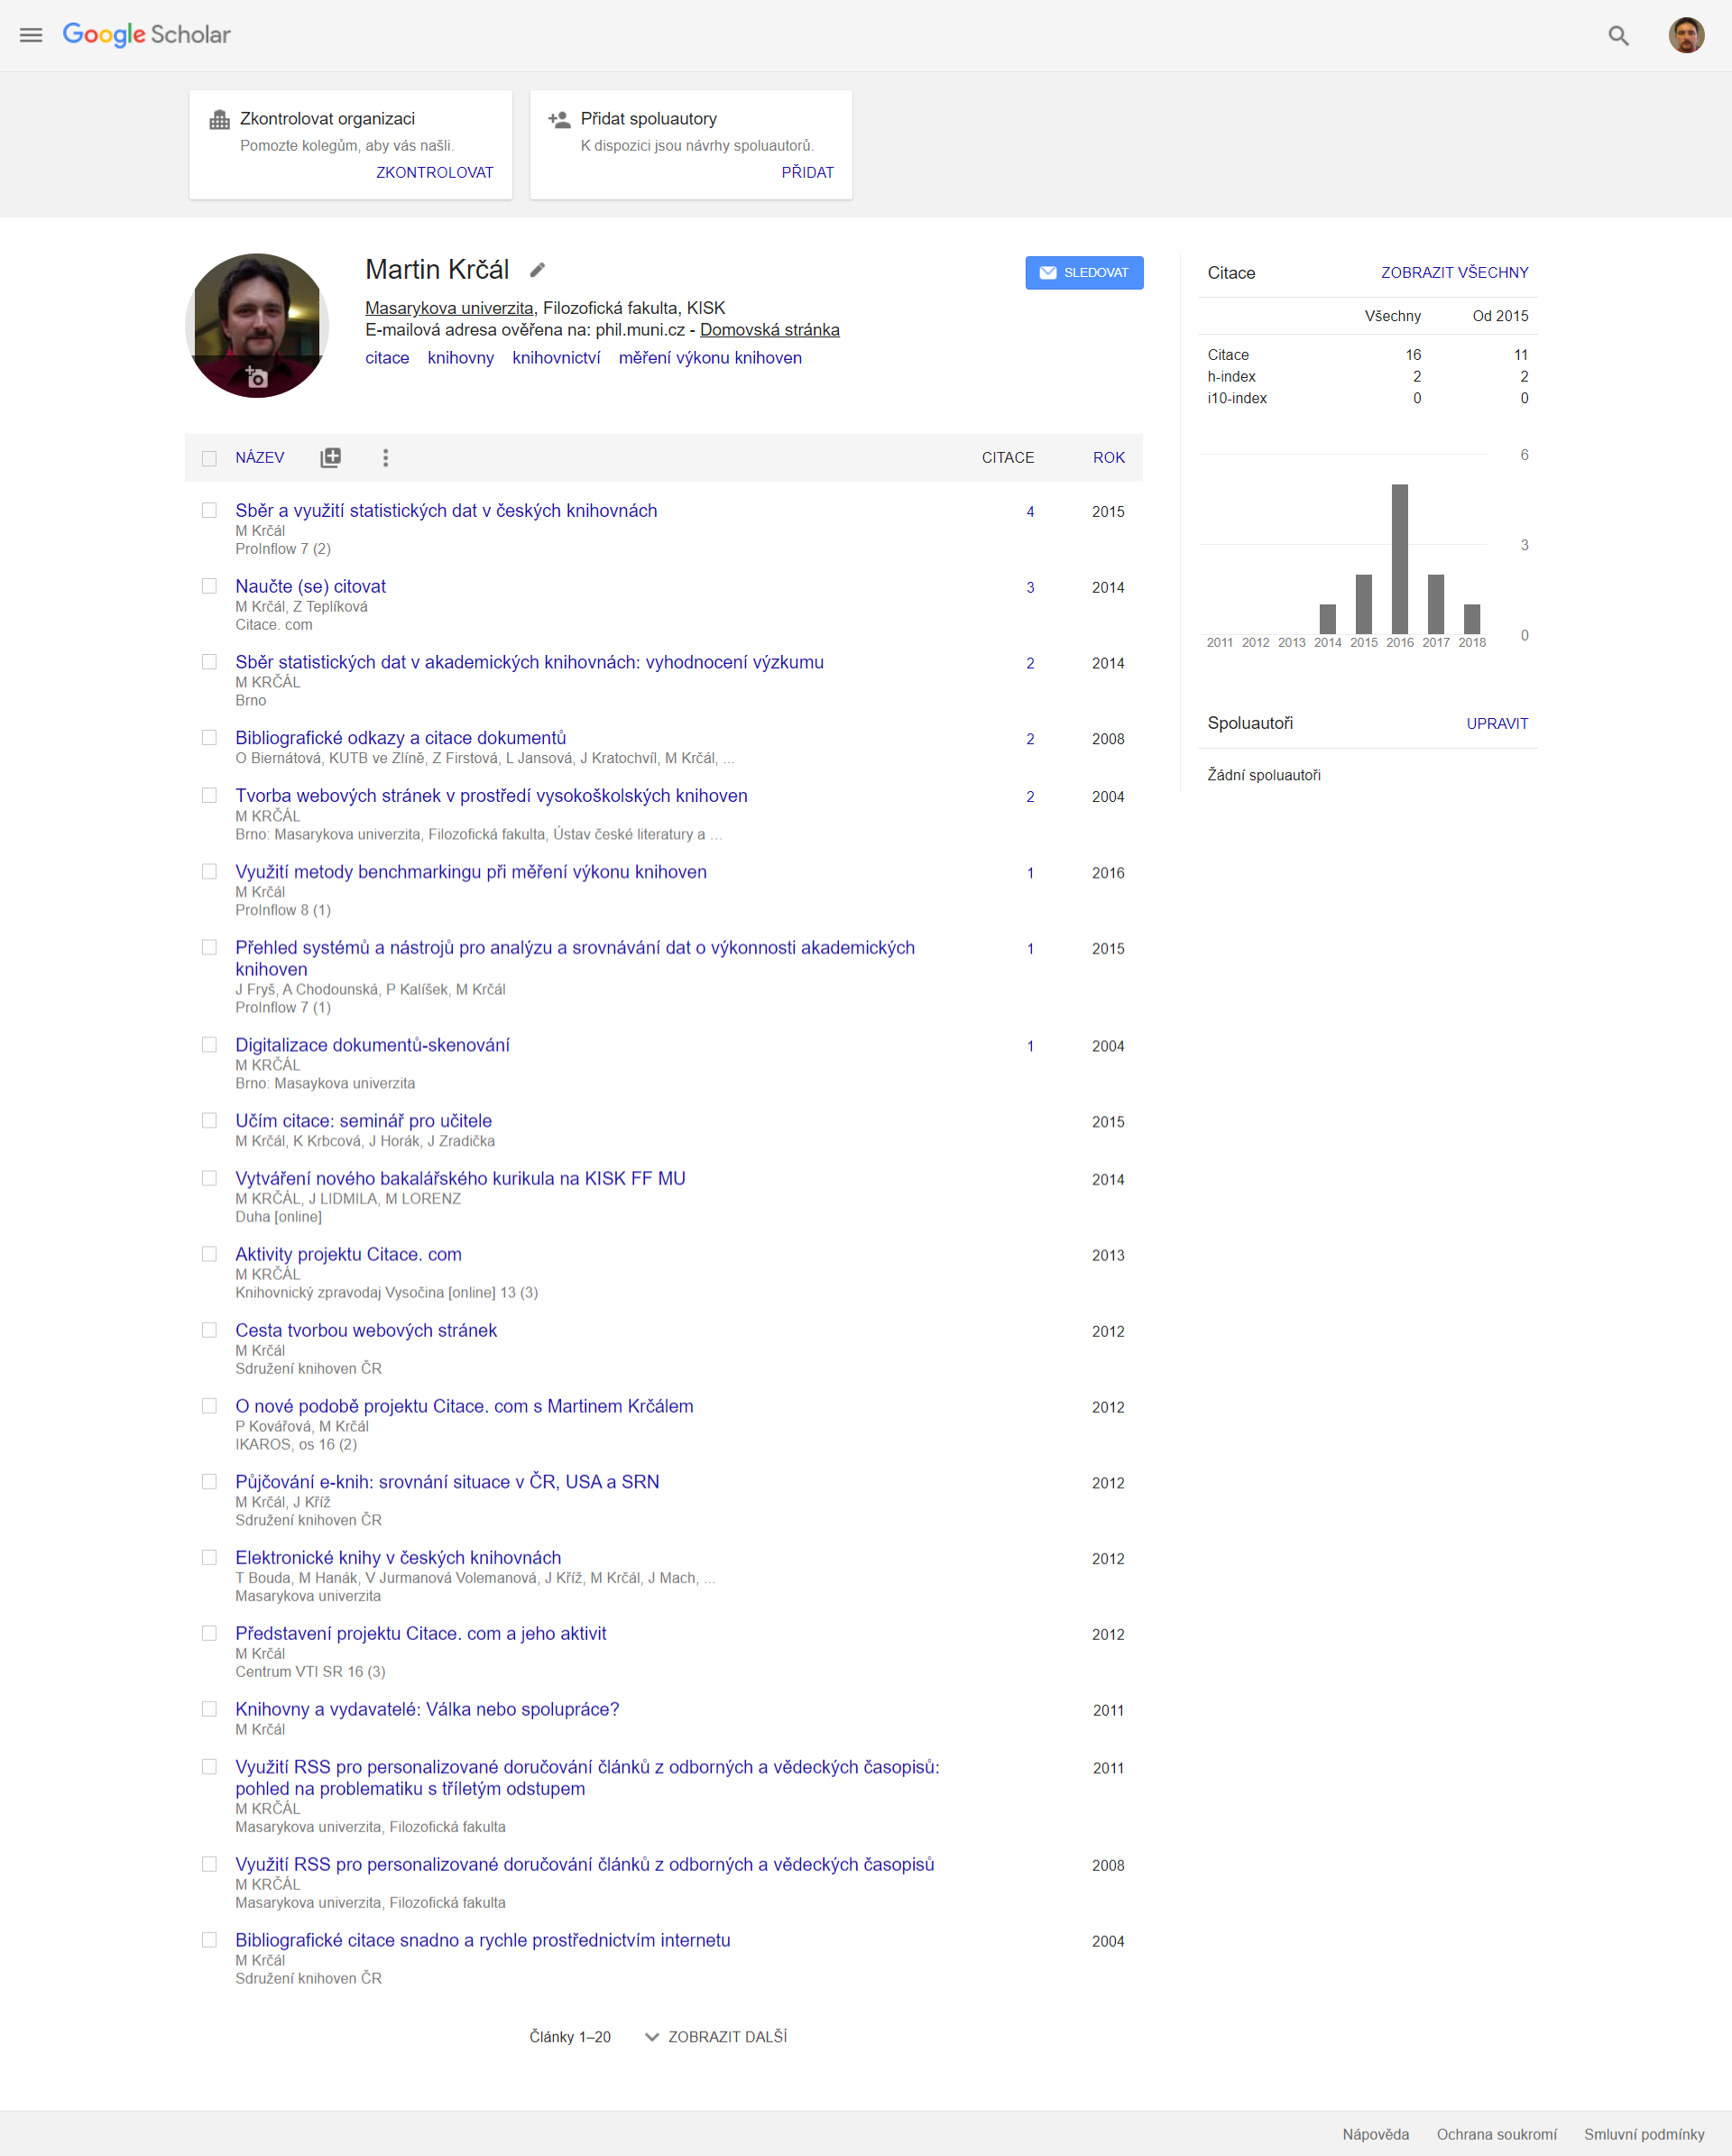 Google Scholar
Zkontrolovat organizaci
Pomozte kolegům, aby vás našli.
ZKONTROLOVAT
Přidat spoluautory
K dispozici jsou návrhy spoluautorů.
PŘIDAT
Martin Krčál
SLEDOVAT
Masarykova univerzita, Filozofická fakulta, KISK
E-mailová adresa ověřena na: phil.muni.cz - Domovská stránka
citace knihovny knihovnictví měření výkonu knihoven
NÁZEV CITACE ROK
Sběr a využití statistických dat v českých knihovnách 4 2015
M Krčál
ProInflow 7 (2)
Naučte (se) citovat 3 2014
M Krčál, Z Teplíková
Citace. com
Sběr statistických dat v akademických knihovnách: vyhodnocení výzkumu 2 2014
M KRČÁL
Brno
Bibliografické odkazy a citace dokumentů 2 2008
O Biernátová, KUTB ve Zlíně, Z Firstová, L Jansová, J Kratochvíl, M Krčál, ...
Tvorba webových stránek v prostředí vysokoškolských knihoven 2 2004
M KRČÁL
Brno: Masarykova univerzita, Filozofická fakulta, Ústav české literatury a …
Využití metody benchmarkingu při měření výkonu knihoven 1 2016
M Krčál
ProInflow 8 (1)
Přehled systémů a nástrojů pro analýzu a srovnávání dat o výkonnosti akademických 1 2015
knihoven
J Fryš, A Chodounská, P Kalíšek, M Krčál
ProInflow 7 (1)
Digitalizace dokumentů-skenování 1 2004
M KRČÁL
Brno: Masaykova univerzita
Učím citace: seminář pro učitele 2015
M Krčál, K Krbcová, J Horák, J Zradička
Vytváření nového bakalářského kurikula na KISK FF MU 2014
M KRČÁL, J LIDMILA, M LORENZ
Duha [online]
Aktivity projektu Citace. com 2013
M KRČÁL
Knihovnický zpravodaj Vysočina [online] 13 (3)
Cesta tvorbou webových stránek 2012
M Krčál
Sdružení knihoven ČR
O nové podobě projektu Citace. com s Martinem Krčálem 2012
P Kovářová, M Krčál
IKAROS, os 16 (2)
Půjčování e-knih: srovnání situace v ČR, USA a SRN 2012
M Krčál, J Kříž
Sdružení knihoven ČR
Elektronické knihy v českých knihovnách 2012
T Bouda, M Hanák, V Jurmanová Volemanová, J Kříž, M Krčál, J Mach, ...
Masarykova univerzita
Představení projektu Citace. com a jeho aktivit 2012
M Krčál
Centrum VTI SR 16 (3)
Knihovny a vydavatelé: Válka nebo spolupráce? 2011
M Krčál
Využití RSS pro personalizované doručování článků z odborných a vědeckých časopisů: 2011
pohled na problematiku s tříletým odstupem
M KRČÁL
Masarykova univerzita, Filozofická fakulta
Využití RSS pro personalizované doručování článků z odborných a vědeckých časopisů 2008
M KRČÁL
Masarykova univerzita, Filozofická fakulta
Bibliografické citace snadno a rychle prostřednictvím internetu 2004
M Krčál
Sdružení knihoven ČR
Články 1–20 ZOBRAZIT DALŠÍ
Citace ZOBRAZIT VŠECHNY
Všechny Od 2015
Citace 16 11
h-index 2 2
i10-index 0 0
6
3
0
2011 2012 2013 2014 2015 2016 2017 2018
Spoluautoři UPRAVIT
Žádní spoluautoři
Nápověda Ochrana soukromí Smluvní podmínky